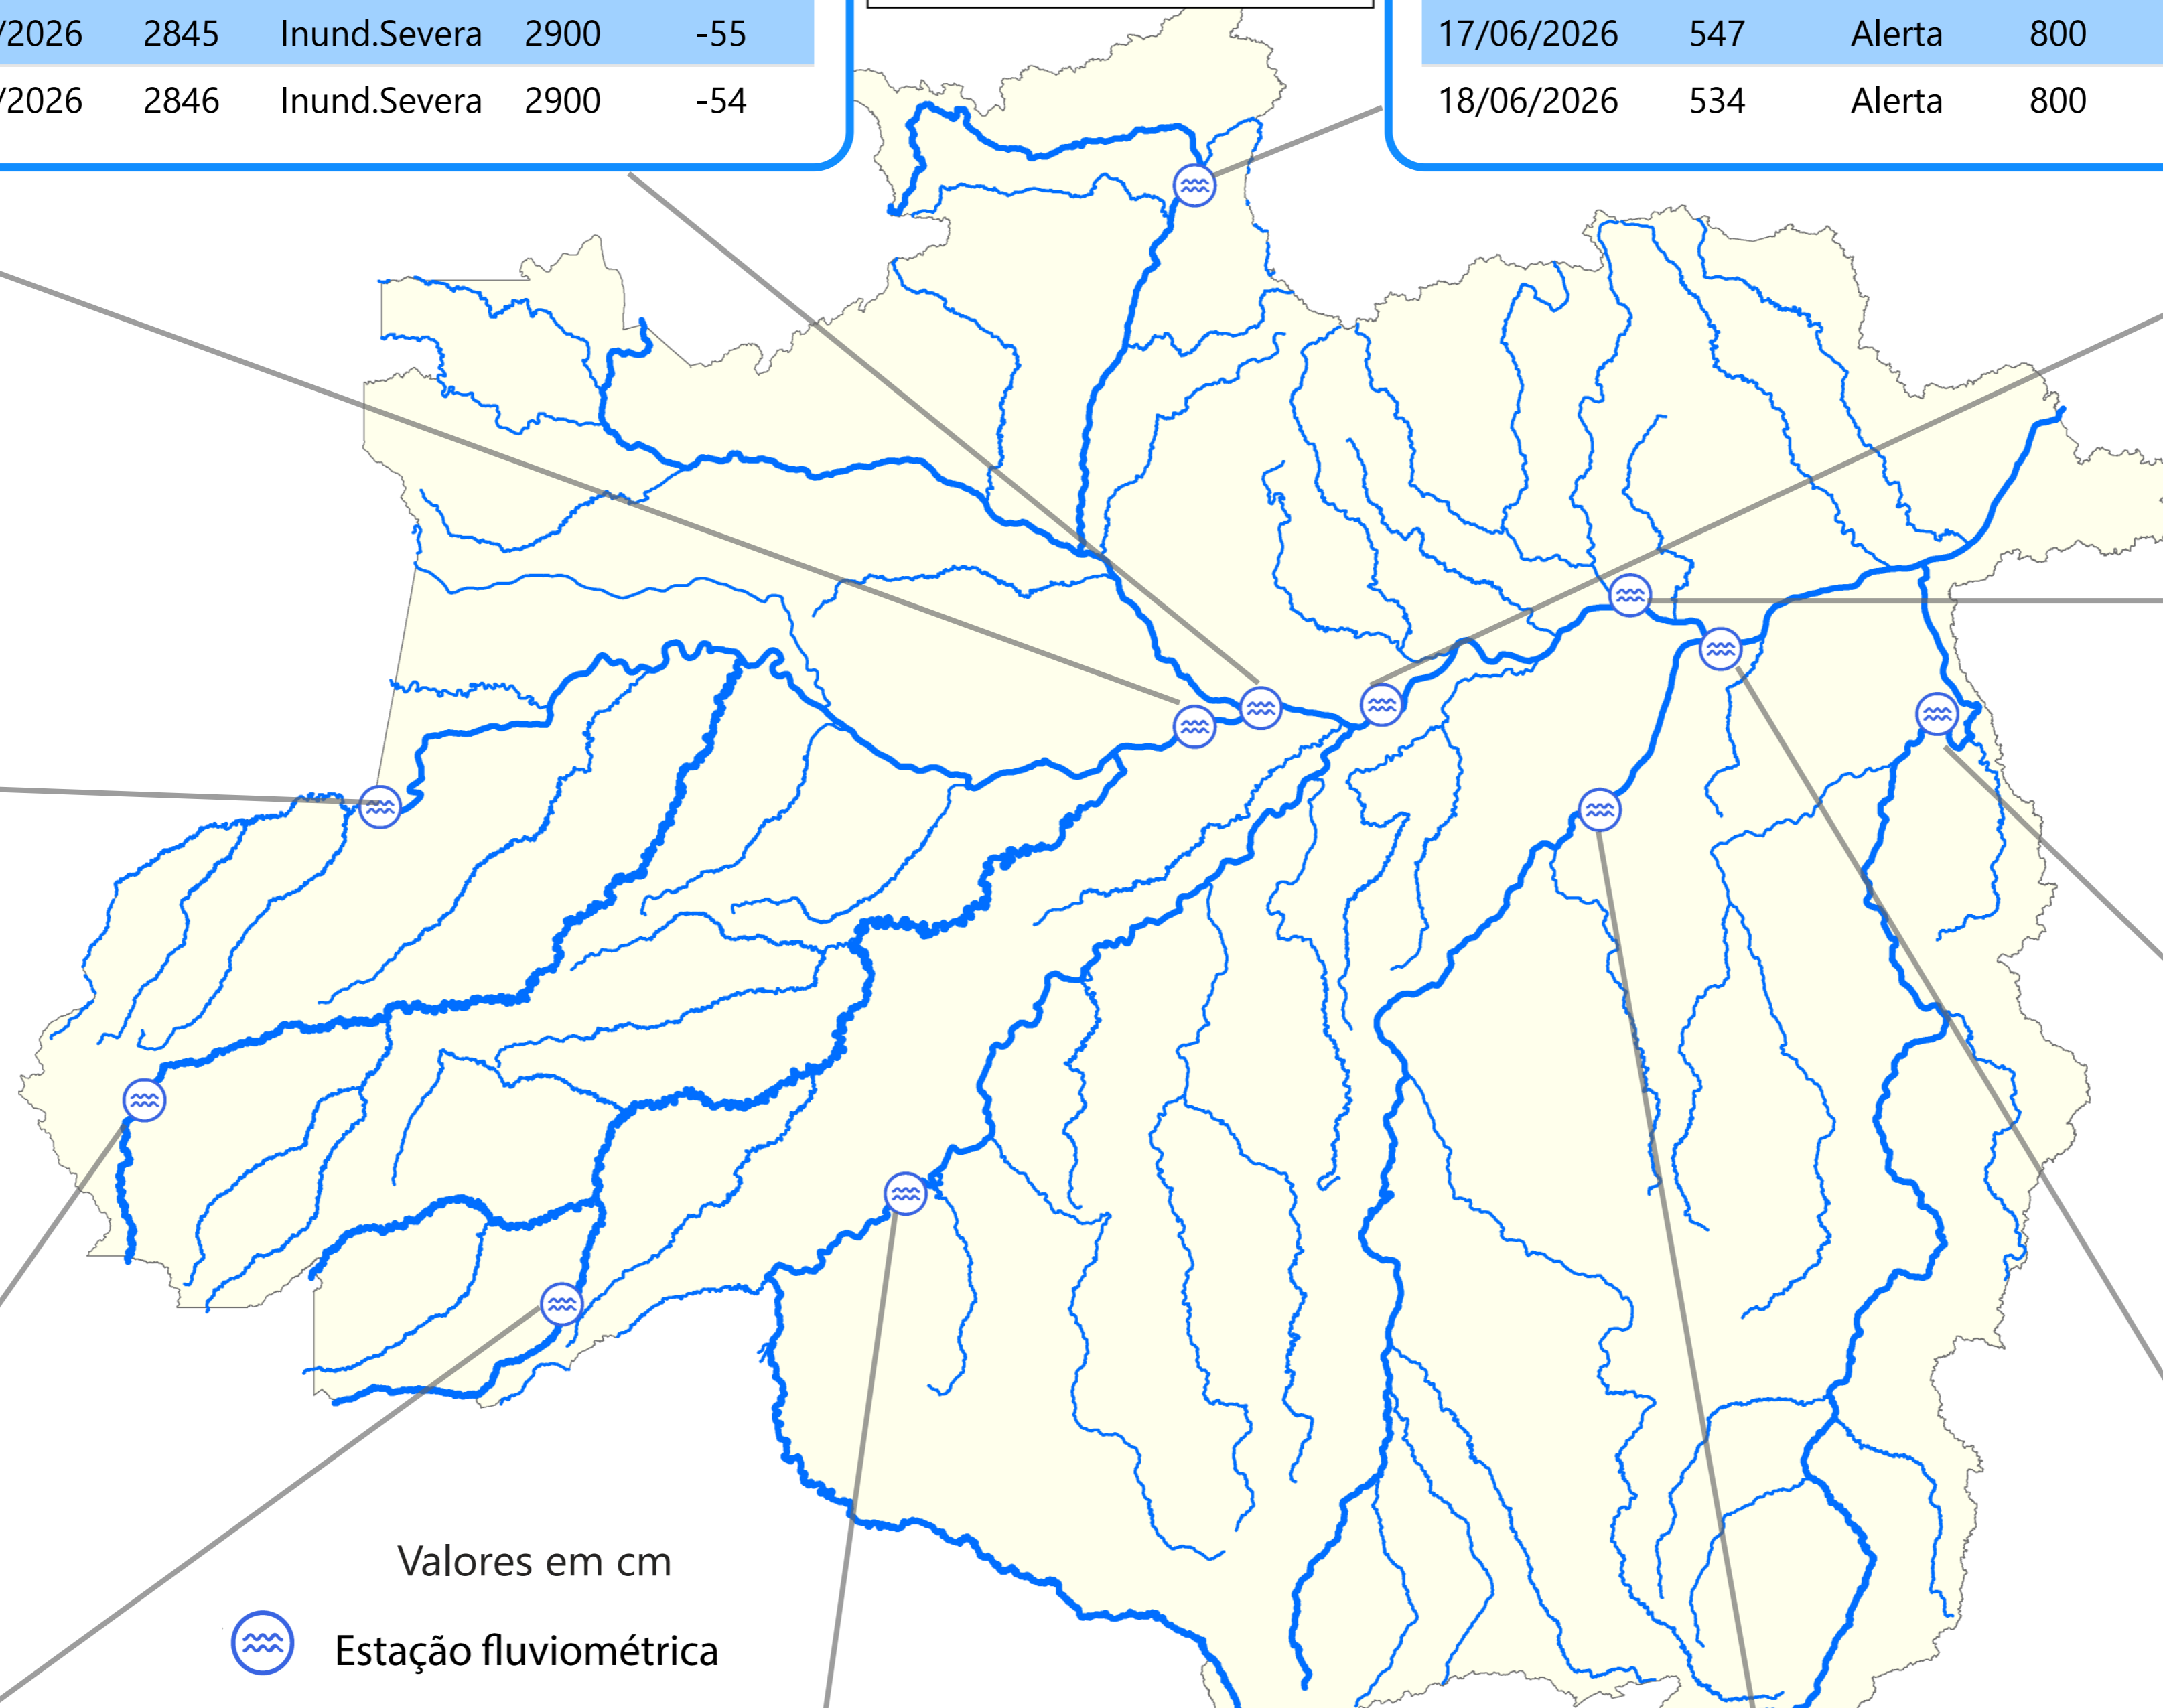 /2026 2845 Inund.Severa 2900 -55
/2026 2846 Inund.Severa 2900 -54
17/06/2026 547 Alerta 800
18/06/2026 534 Alerta 800
Valores em cm
Estação fluviométrica